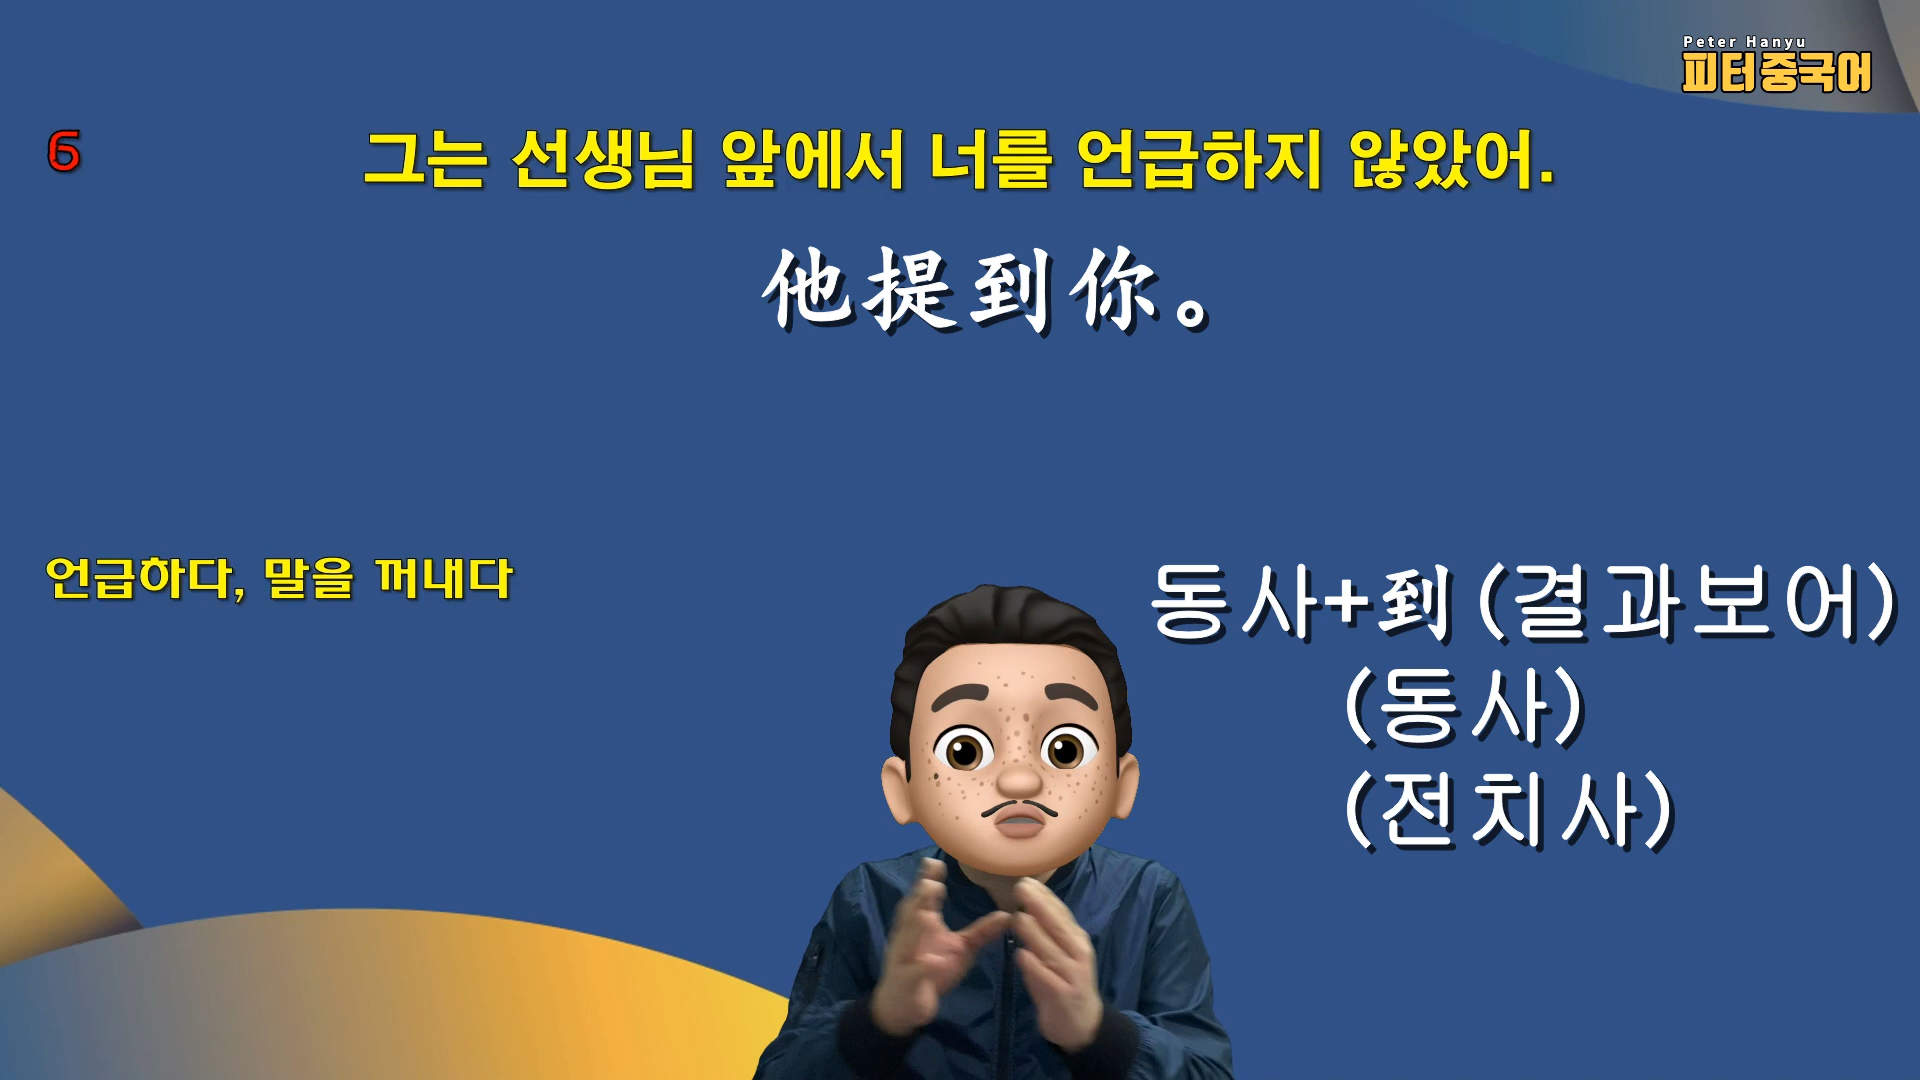 Peter Hanyu
피터중국어
6
그는 선생님 앞에서 너를 언급하지 않았어.
他提到你。
언급하다, 말을 꺼내다
동사+到(결과보어)
(동사)
(전치사)